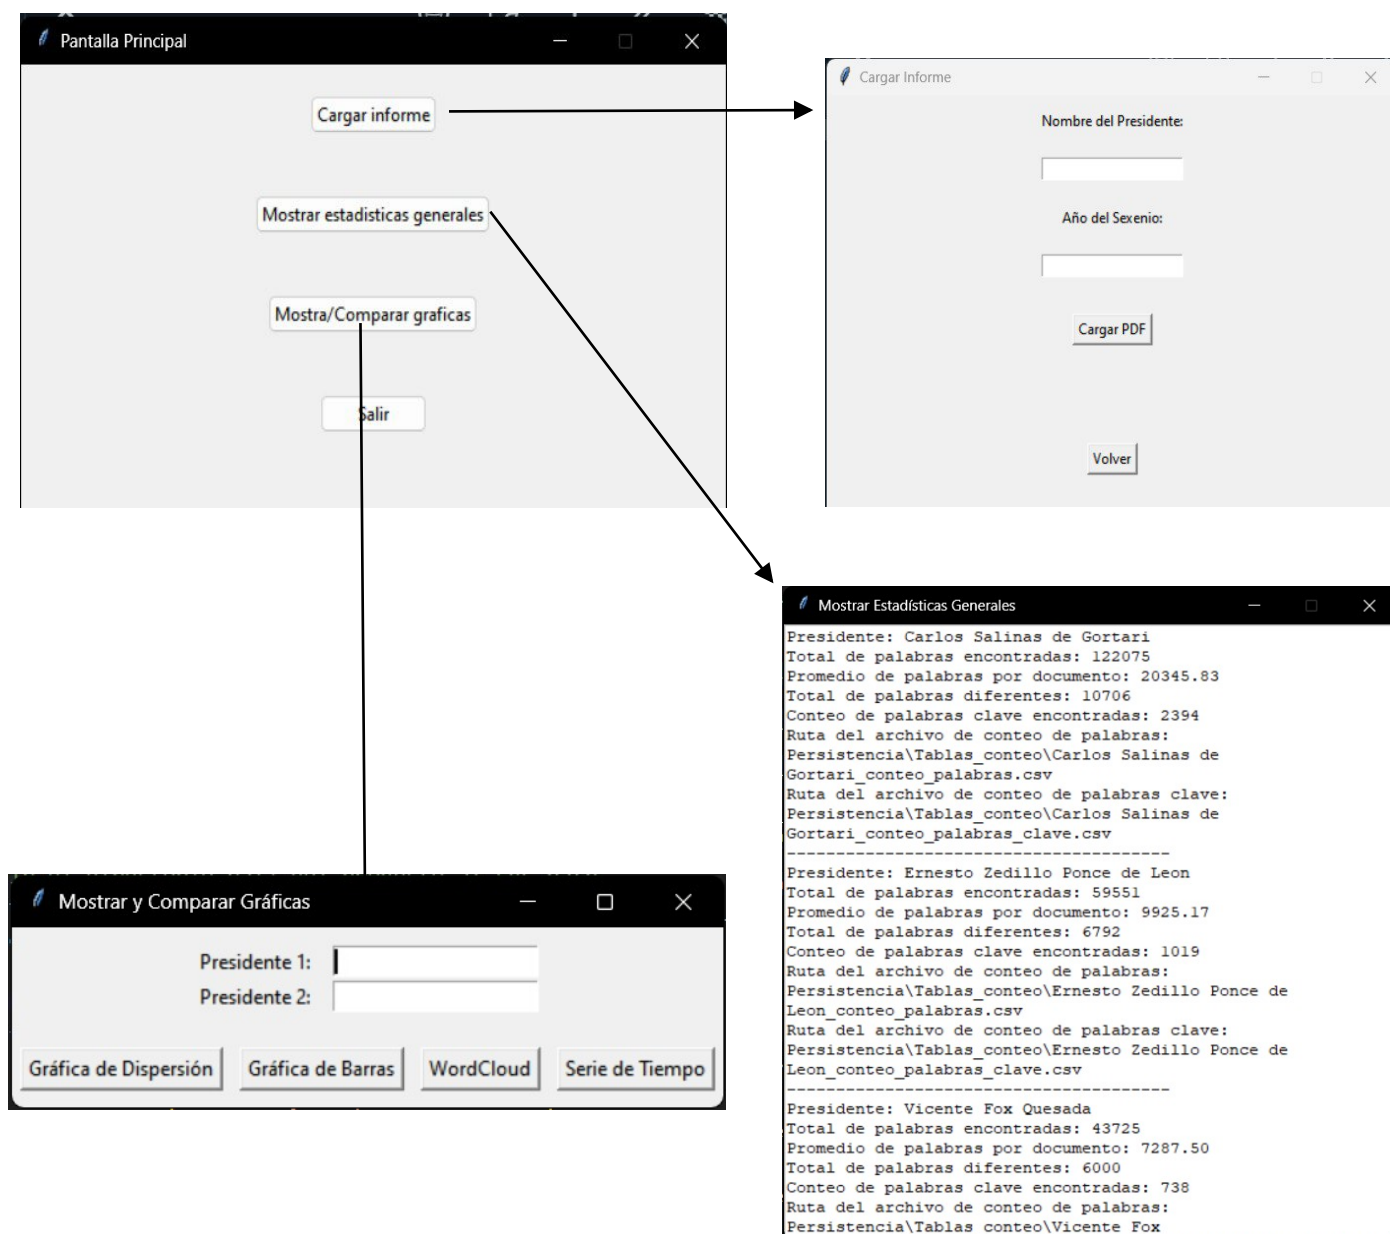 Pantalla Principal
Cargar informe
Mostrar estadisticas generales
Mostra/Comparar graficas
Salir
Cargar Informe
Nombre del Presidente:
Año del Sexenio:
Cargar PDF
Volver
Mostrar Estadísticas Generales
Presidente: Carlos Salinas de Gortari
Total de palabras encontradas: 122075
Promedio de palabras por documento: 20345.83
Total de palabras diferentes: 10706
Conteo de palabras clave encontradas: 2394
Ruta del archivo de conteo de palabras:
Persistencia\Tablas_conteo\Carlos Salinas de
Gortari_conteo_palabras.csv
Ruta del archivo de conteo de palabras clave:
Persistencia\Tablas_conteo\Carlos Salinas de
Gortari_conteo_palabras_clave.csv
---------------------------------------
Presidente: Ernesto Zedillo Ponce de Leon
Total de palabras encontradas: 59551
Promedio de palabras por documento: 9925.17
Total de palabras diferentes: 6792
Conteo de palabras clave encontradas: 1019
Ruta del archivo de conteo de palabras:
Persistencia\Tablas_conteo\Ernesto Zedillo Ponce de
Leon_conteo_palabras.csv
Ruta del archivo de conteo de palabras clave:
Persistencia\Tablas_conteo\Ernesto Zedillo Ponce de
Leon_conteo_palabras_clave.csv
---------------------------------------
Presidente: Vicente Fox Quesada
Total de palabras encontradas: 43725
Promedio de palabras por documento: 7287.50
Total de palabras diferentes: 6000
Conteo de palabras clave encontradas: 738
Ruta del archivo de conteo de palabras:
Persistencia\Tablas conteo\Vicente Fox
Mostrar y Comparar Gráficas
Presidente 1:
Presidente 2:
Gráfica de Dispersión
Gráfica de Barras
WordCloud
Serie de Tiempo